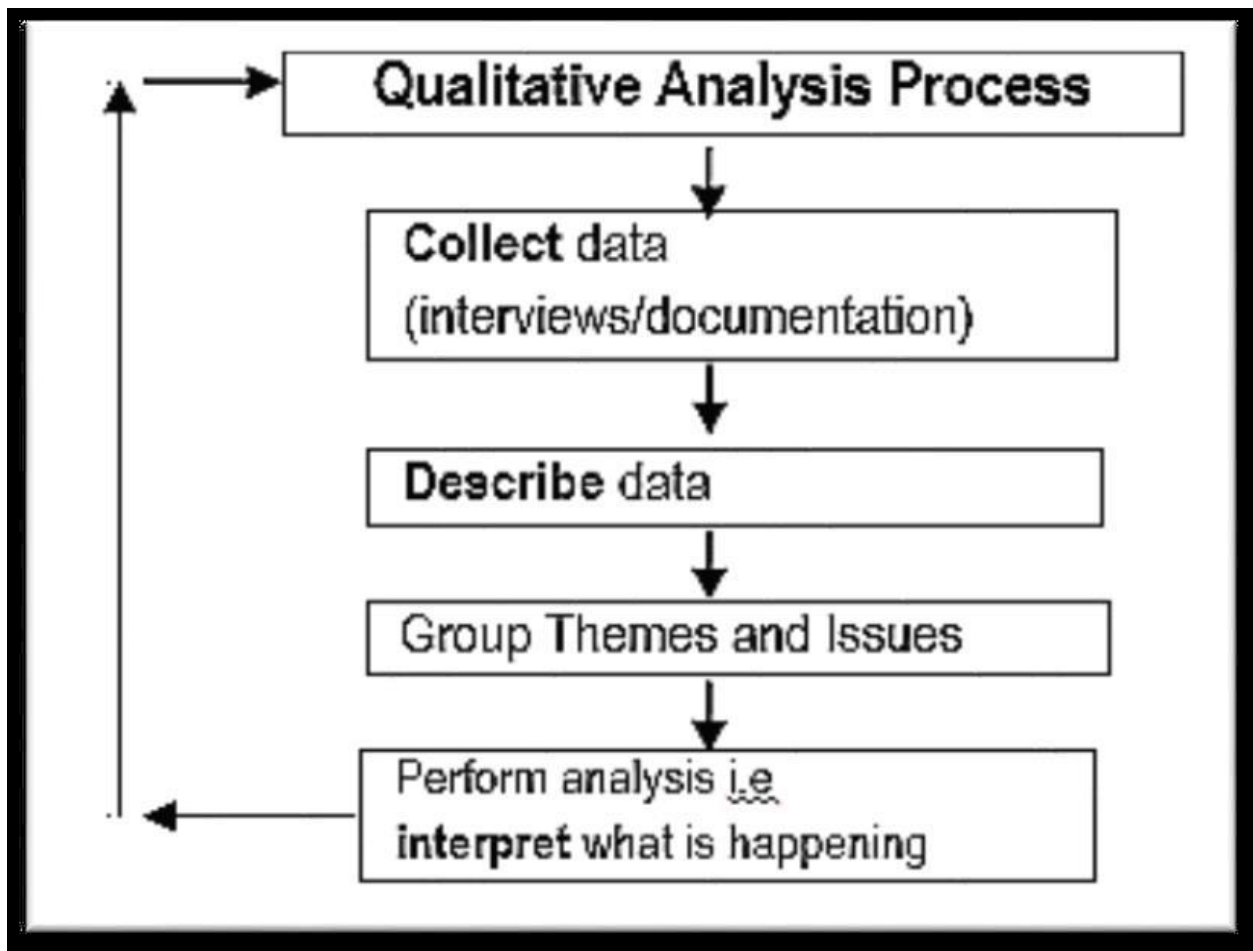 Qualitative Analysis Process
Collect data
(interviews/documentation)
Describe data
Group Themes and Issues
Perform analysis i.e
interpret what is happening